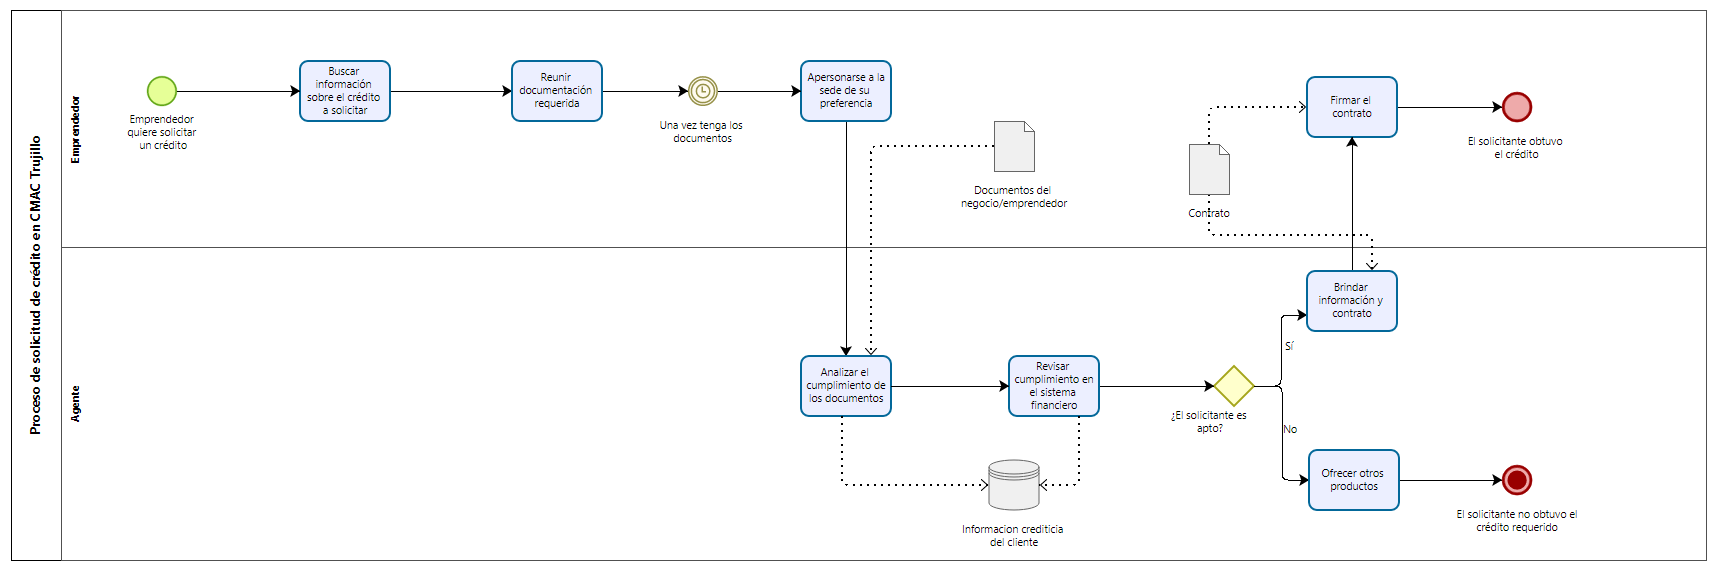 Proceso de solicitud de crédito en CMAC Trujillo
Emprendedor
Emprendedor
quiere solicitar
un crédito
Buscar
información
sobre el crédito
a solicitar
Reunir
documentación
requerida
Una vez tenga los
documentos
Apersonarse a la
sede de su
preferencia
Documentos del
negocio/emprendedor
Contrato
Firmar el
contrato
El solicitante obtuvo
el crédito
Agente
Analizar el
cumplimiento de
los documentos
Revisar
cumplimiento en
el sistema
financiero
Informacion crediticia
del cliente
¿El solicitante es
apto?
Sí
No
Brindar
información y
contrato
Ofrecer otros
productos
El solicitante no obtuvo el
crédito requerido